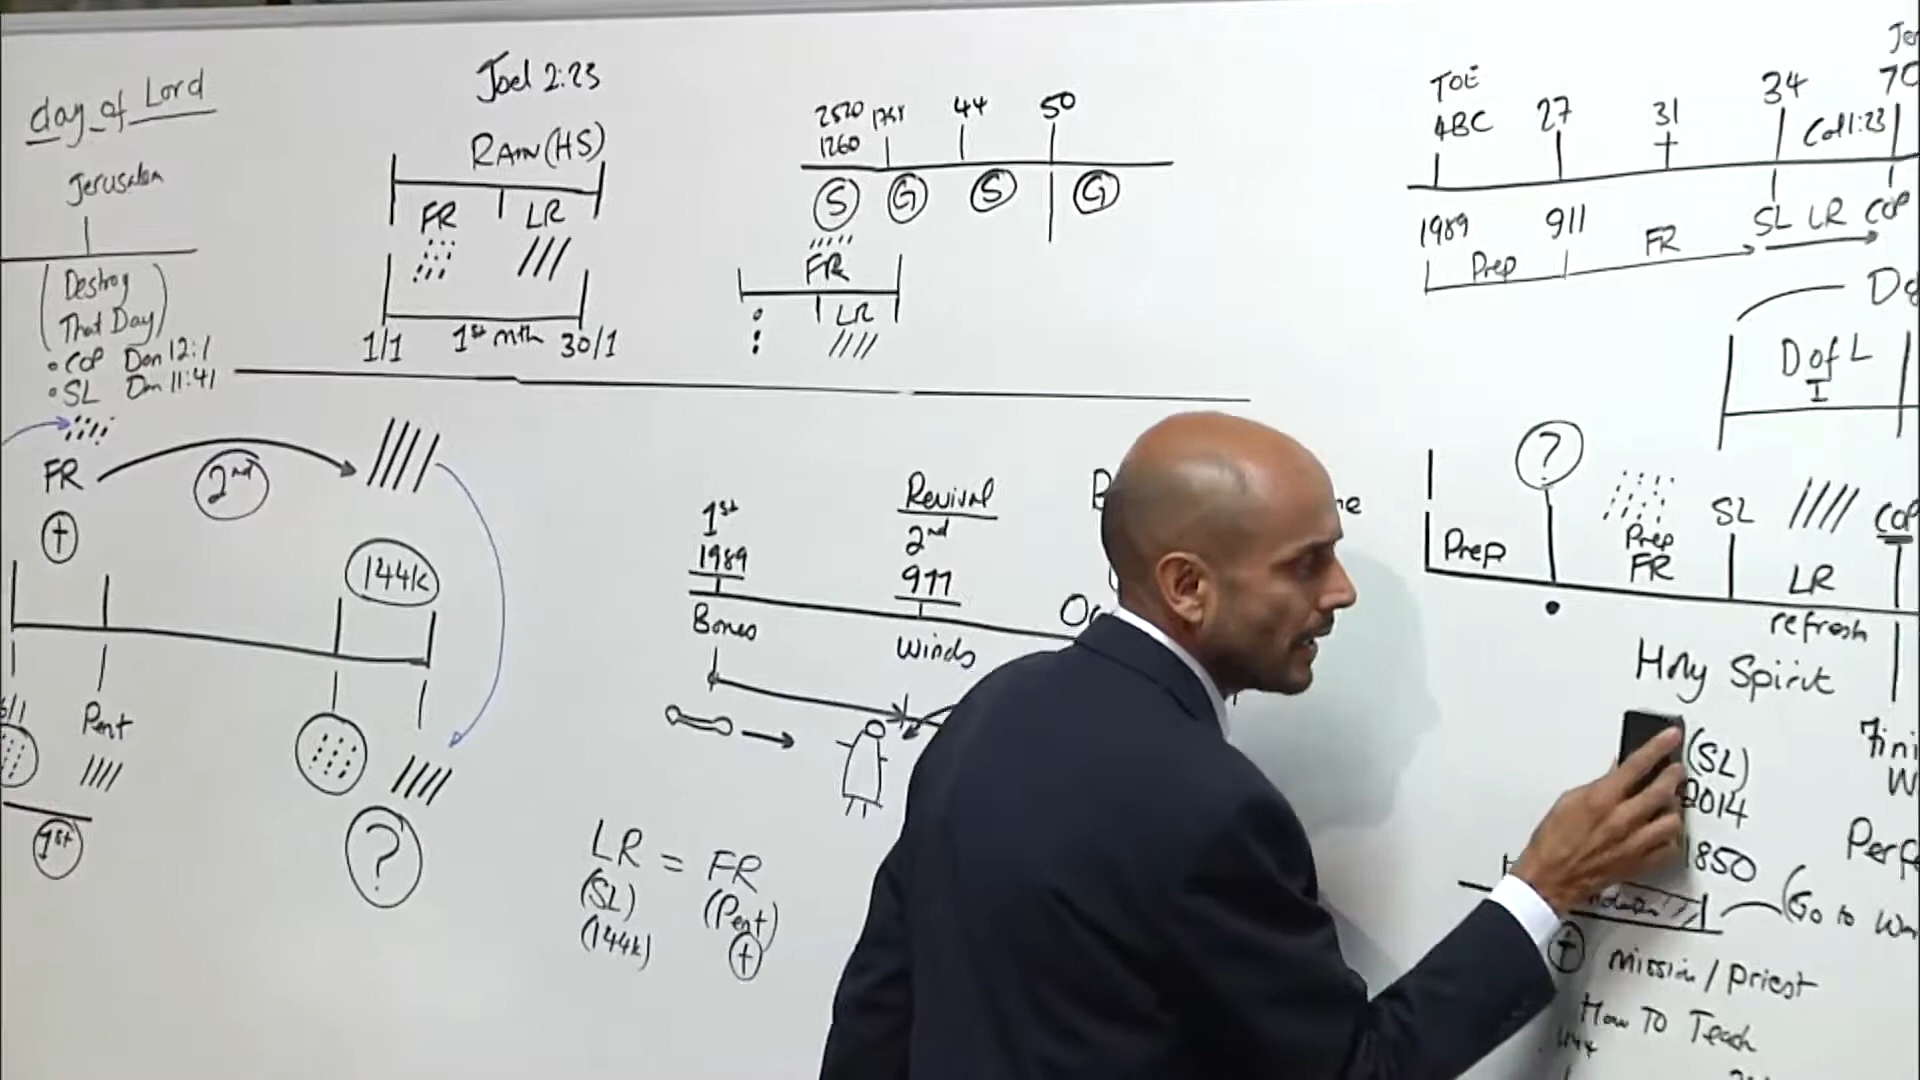 day of Lord
Jerusalem
(Destroy
That Day)
• COP Dan 12:1
• SL Dan 11:41
Joel 2:23
RAIN (HS)
FR LR
1/1 1st mth 30/1
2520
1260
44 50
S G S G
FR
LR
TOE
4BC 27 31 34 70
Col 1:23
1989 911 FR SL LR COP
Prep
D of L
I
FR
2nd
144k
Pent
1st
?
1st
1989
Bones
Revival
2nd
911
Winds
LR = FR
(SL) (Pent)
(144k)
?
Prep
Prep
FR
SL
LR
COP
refresh
Holy Spirit
(SL)
2014
1850
(Go to
mission / priest
How To Teach